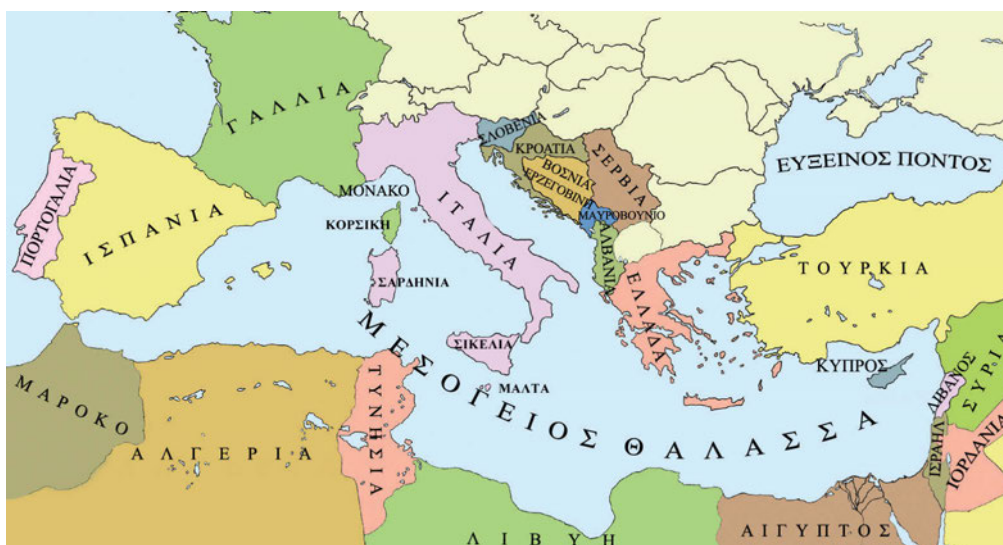 ΓΑΛΛΙΑ
ΠΟΡΤΟΓΑΛΙΑ
ΙΣΠΑΝΙΑ
ΜΟΝΑΚΟ
ΚΟΡΣΙΚΗ
ΣΑΡΔΗΝΙΑ
ΙΤΑΛΙΑ
ΣΙΚΕΛΙΑ
ΜΑΛΤΑ
ΣΛΟΒΕΝΙΑ
ΚΡΟΑΤΙΑ
ΒΟΣΝΙΑ
ΕΡΖΕΓΟΒΙΝΗ
ΣΕΡΒΙΑ
ΜΑΥΡΟΒΟΥΝΙΟ
ΑΛΒΑΝΙΑ
ΕΛΛΑΔΑ
ΕΥΞΕΙΝΟΣ ΠΟΝΤΟΣ
ΤΟΥΡΚΙΑ
ΚΥΠΡΟΣ
ΣΥΡΙΑ
ΛΙΒΑΝΟΣ
ΙΣΡΑΗΛ
ΙΟΡΔΑΝΙΑ
ΜΕΣΟΓΕΙΟΣ ΘΑΛΑΣΣΑ
ΜΑΡΟΚΟ
ΑΛΓΕΡΙΑ
ΤΥΝΗΣΙΑ
ΛΙΒΥΗ
ΑΙΓΥΠΤΟΣ